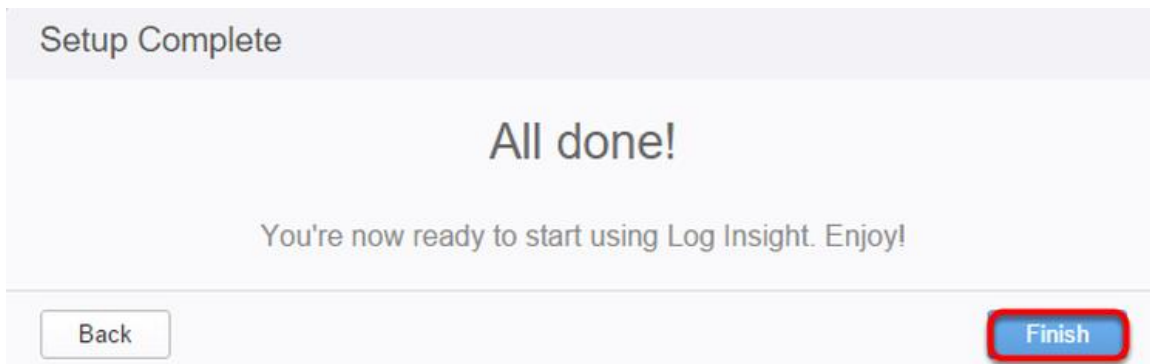 Setup Complete
All done!
You're now ready to start using Log Insight. Enjoy!
Back
Finish